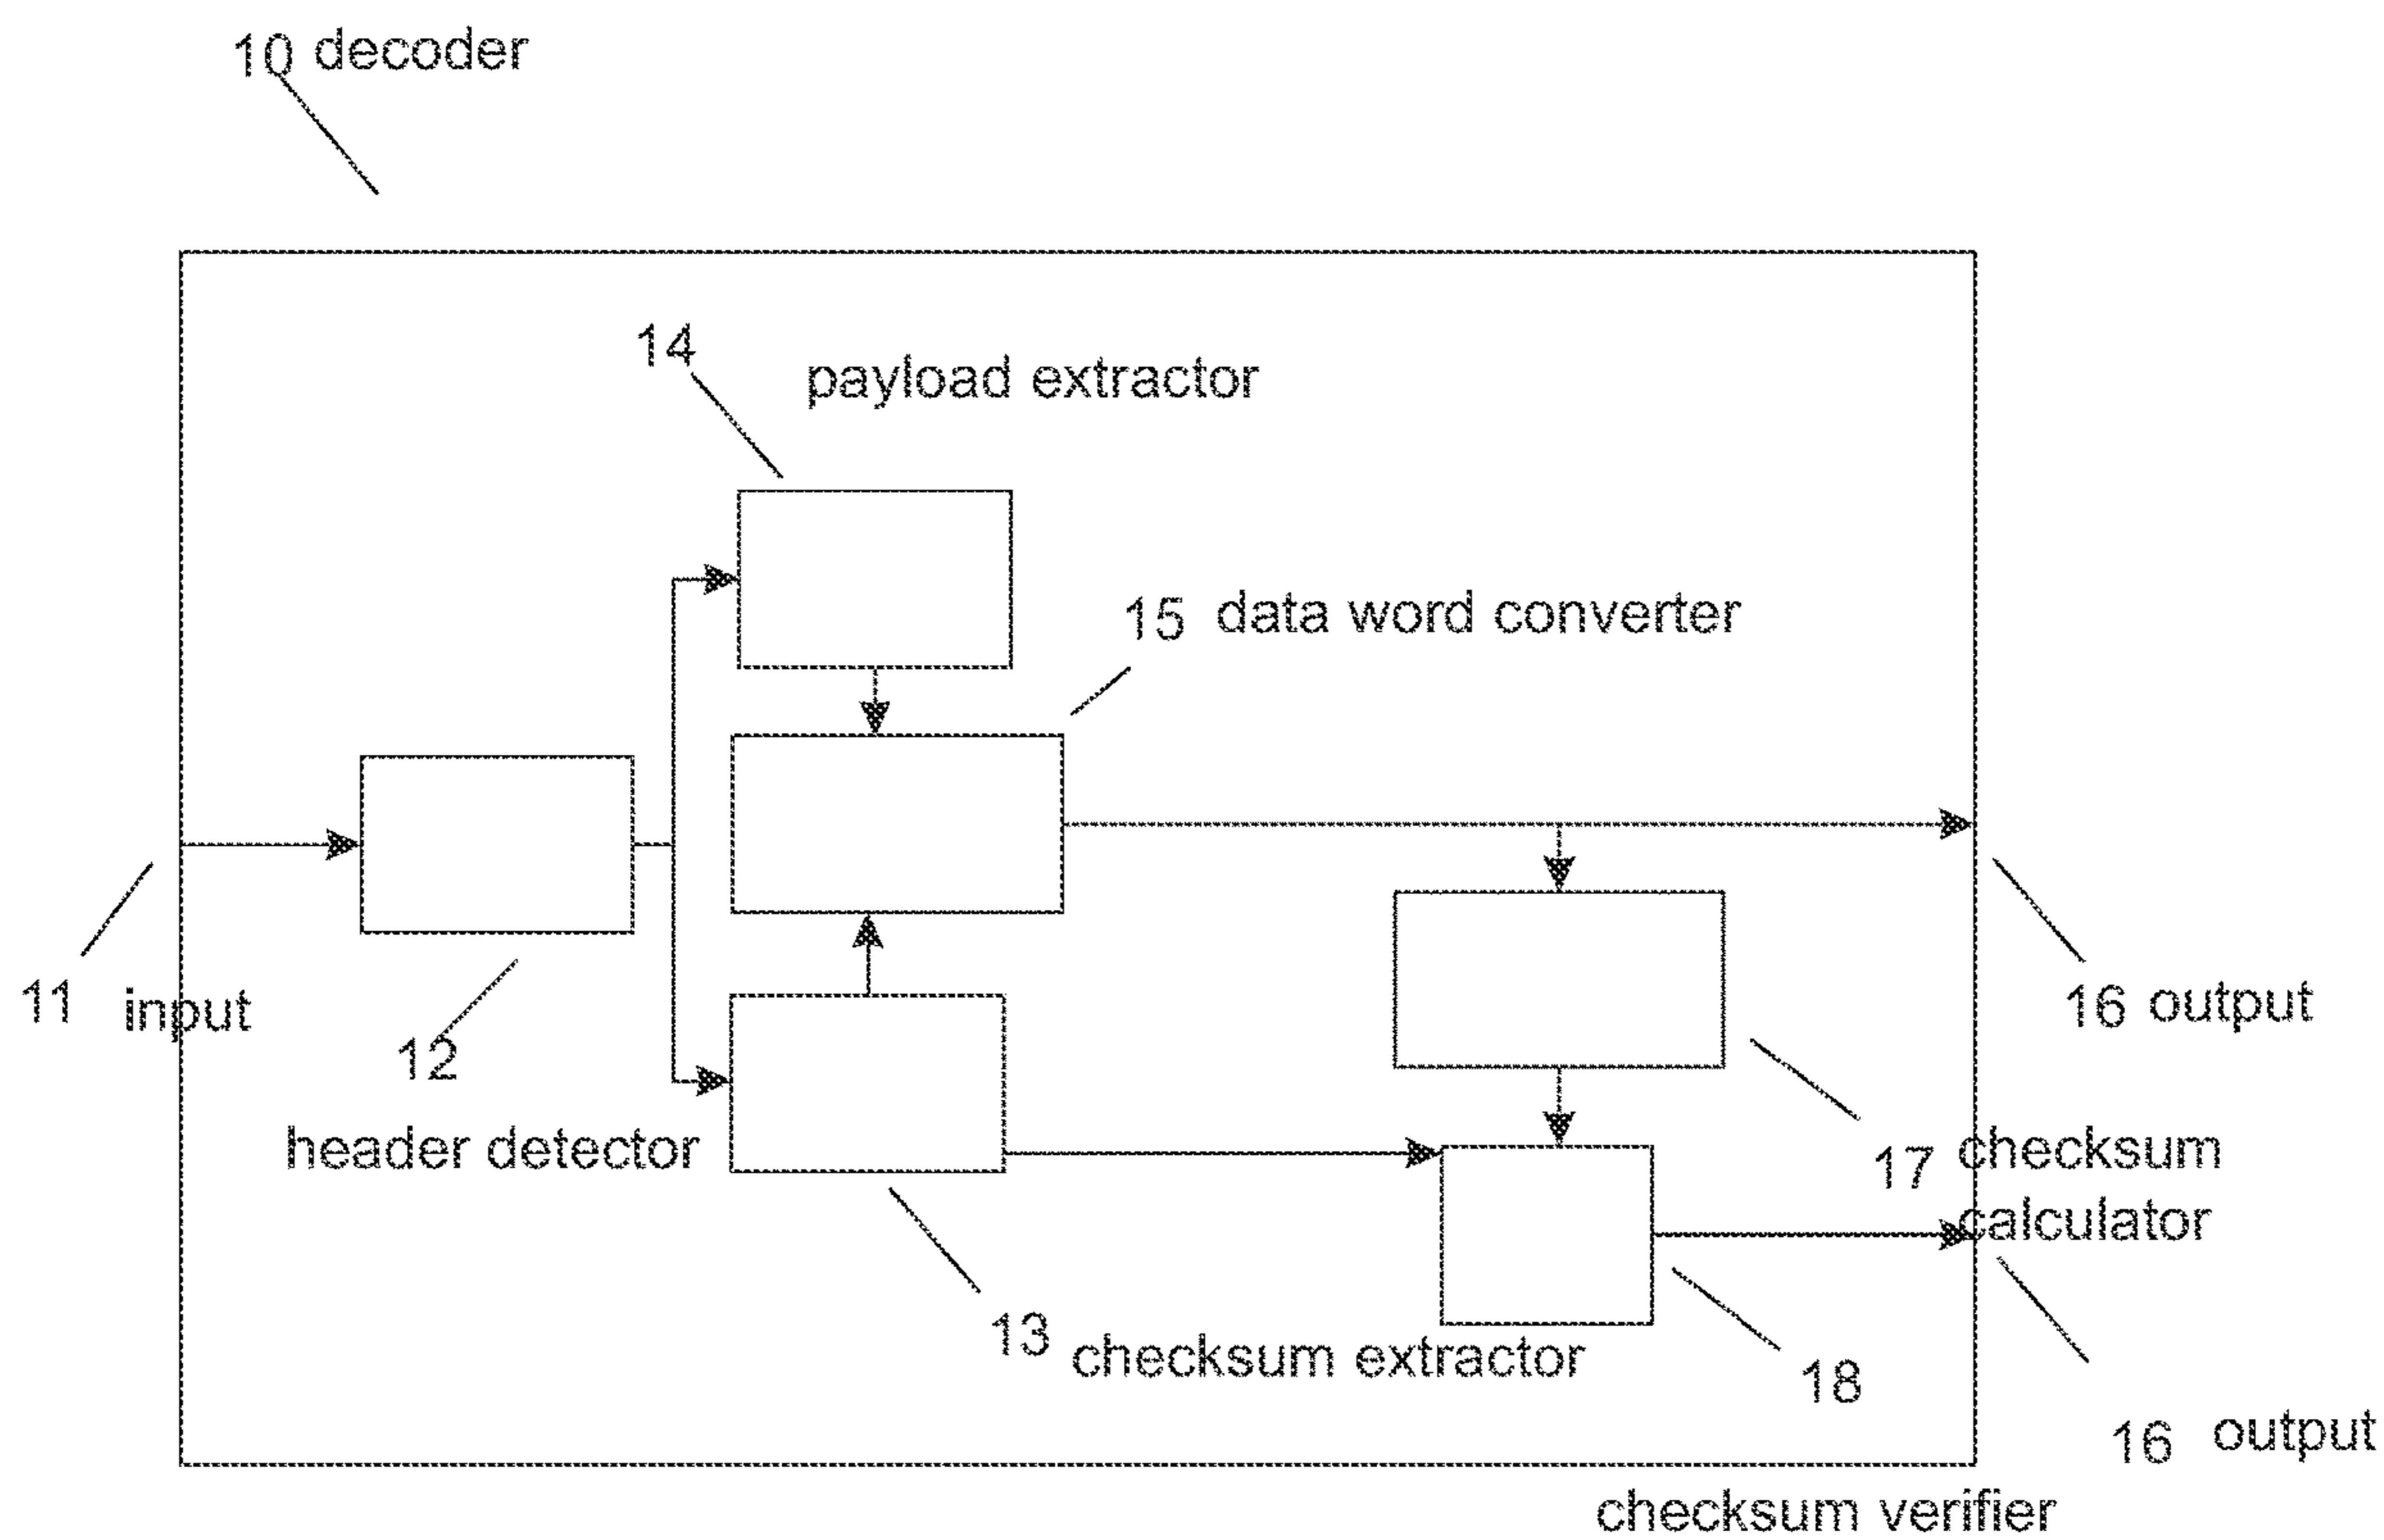 10 decoder
14
payload extractor
15 data word converter
11 input
12
header detector
16 output
17 checksum
calculator
13 checksum extractor
18
16 output
checksum verifier